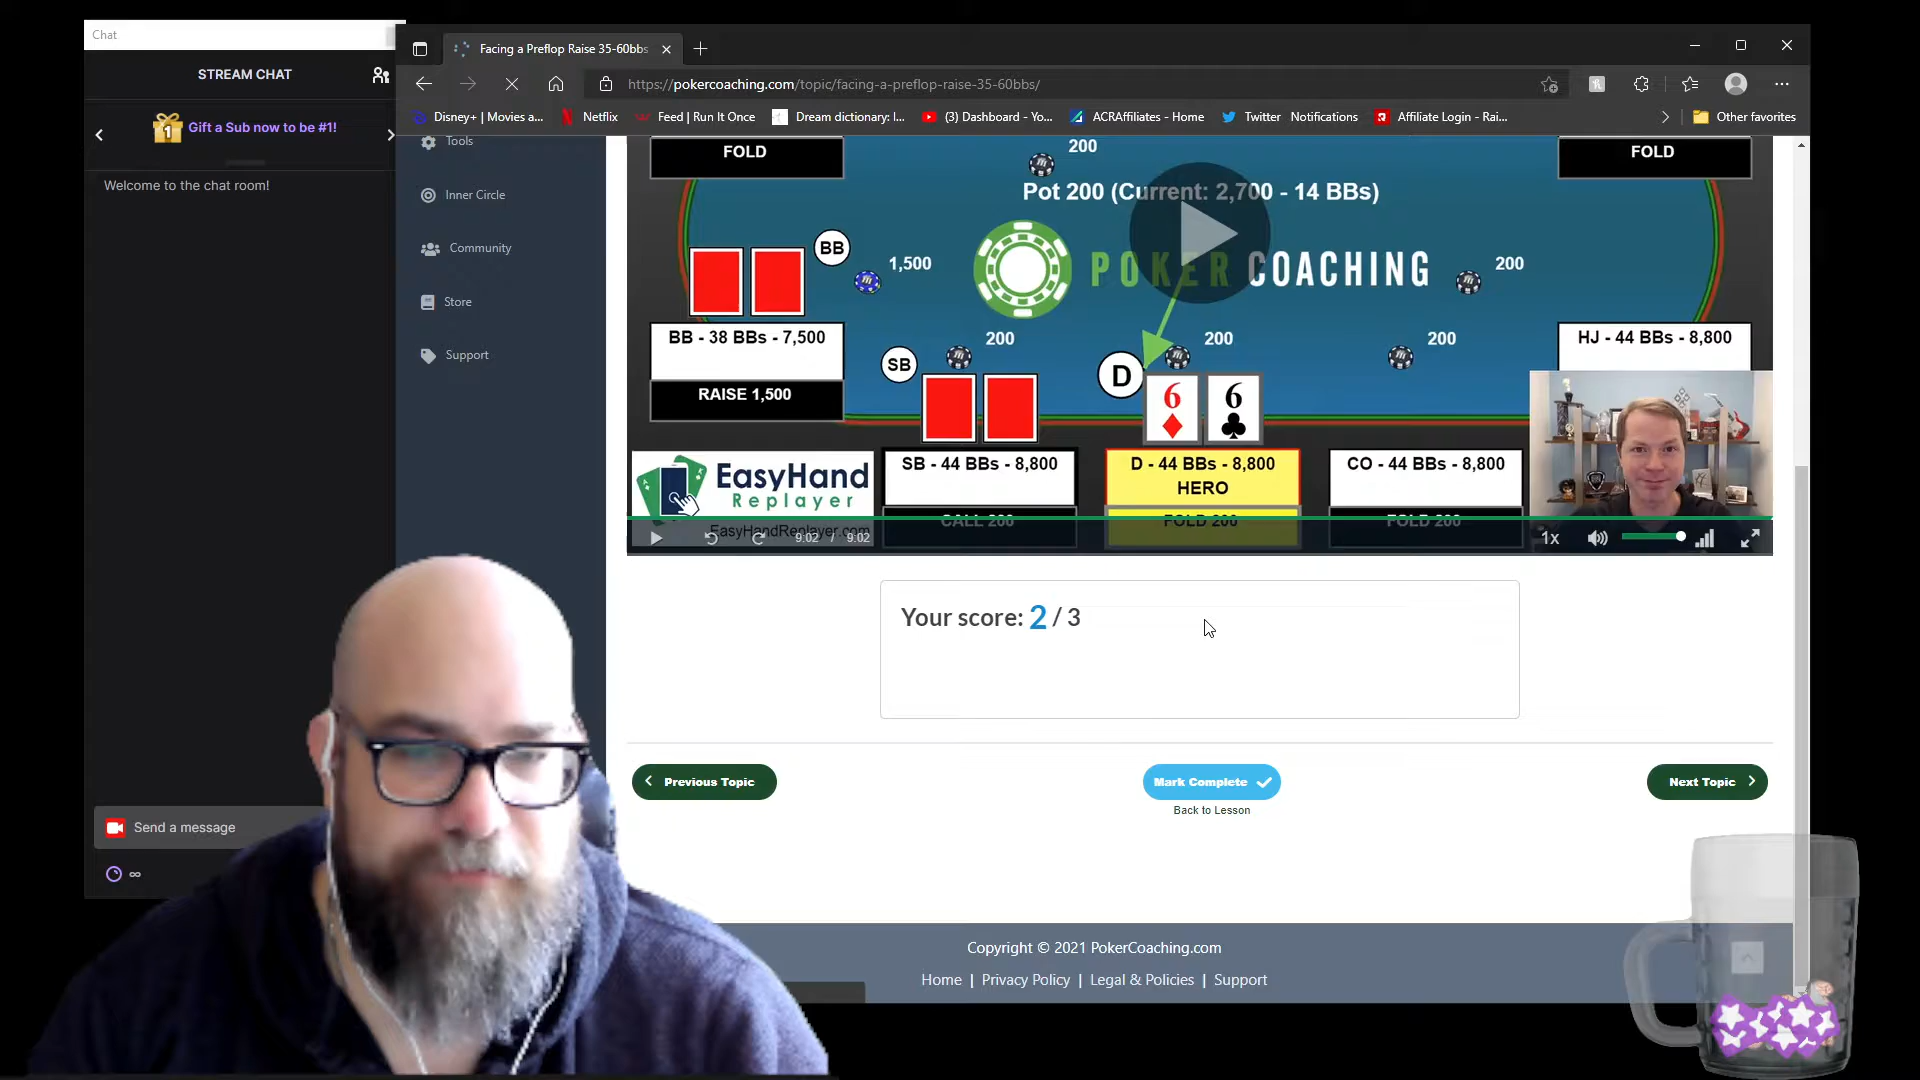 Chat
STREAM CHAT
1
Gift a Sub now to be #1!
Welcome to the chat room!
Send a message
∞
Facing a Preflop Raise 35-60bbs
https://pokercoaching.com/topic/facing-a-preflop-raise-35-60bbs/
Disney+ | Movies a...
Netflix
Feed | Run It Once
Dream dictionary: l...
(3) Dashboard - Yo...
ACRAffiliates - Home
Twitter
Notifications
Affiliate Login - Rai...
Other favorites
Tools
Inner Circle
Community
Store
Support
FOLD
200
FOLD
Pot 200 (Current: 2,700 - 14 BBs)
BB
1,500
POKER COACHING
200
BB - 38 BBs - 7,500
RAISE 1,500
SB
200
D
200
200
HJ - 44 BBs - 8,800
6
6
EasyHand
Replayer
EasyHandReplayer.com
SB - 44 BBs - 8,800
CALL 200
D - 44 BBs - 8,800
HERO
FOLD 200
CO - 44 BBs - 8,800
FOLD 200
9:02 / 9:02
1x
Your score: 2 / 3
Previous Topic
Mark Complete
Next Topic
Back to Lesson
Copyright © 2021 PokerCoaching.com
Home | Privacy Policy | Legal & Policies | Support